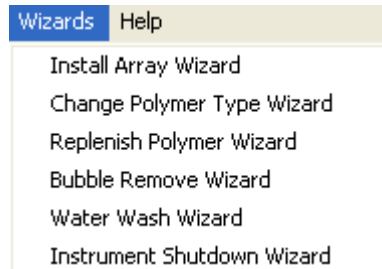 Wizards Help
Install Array Wizard
Change Polymer Type Wizard
Replenish Polymer Wizard
Bubble Remove Wizard
Water Wash Wizard
Instrument Shutdown Wizard